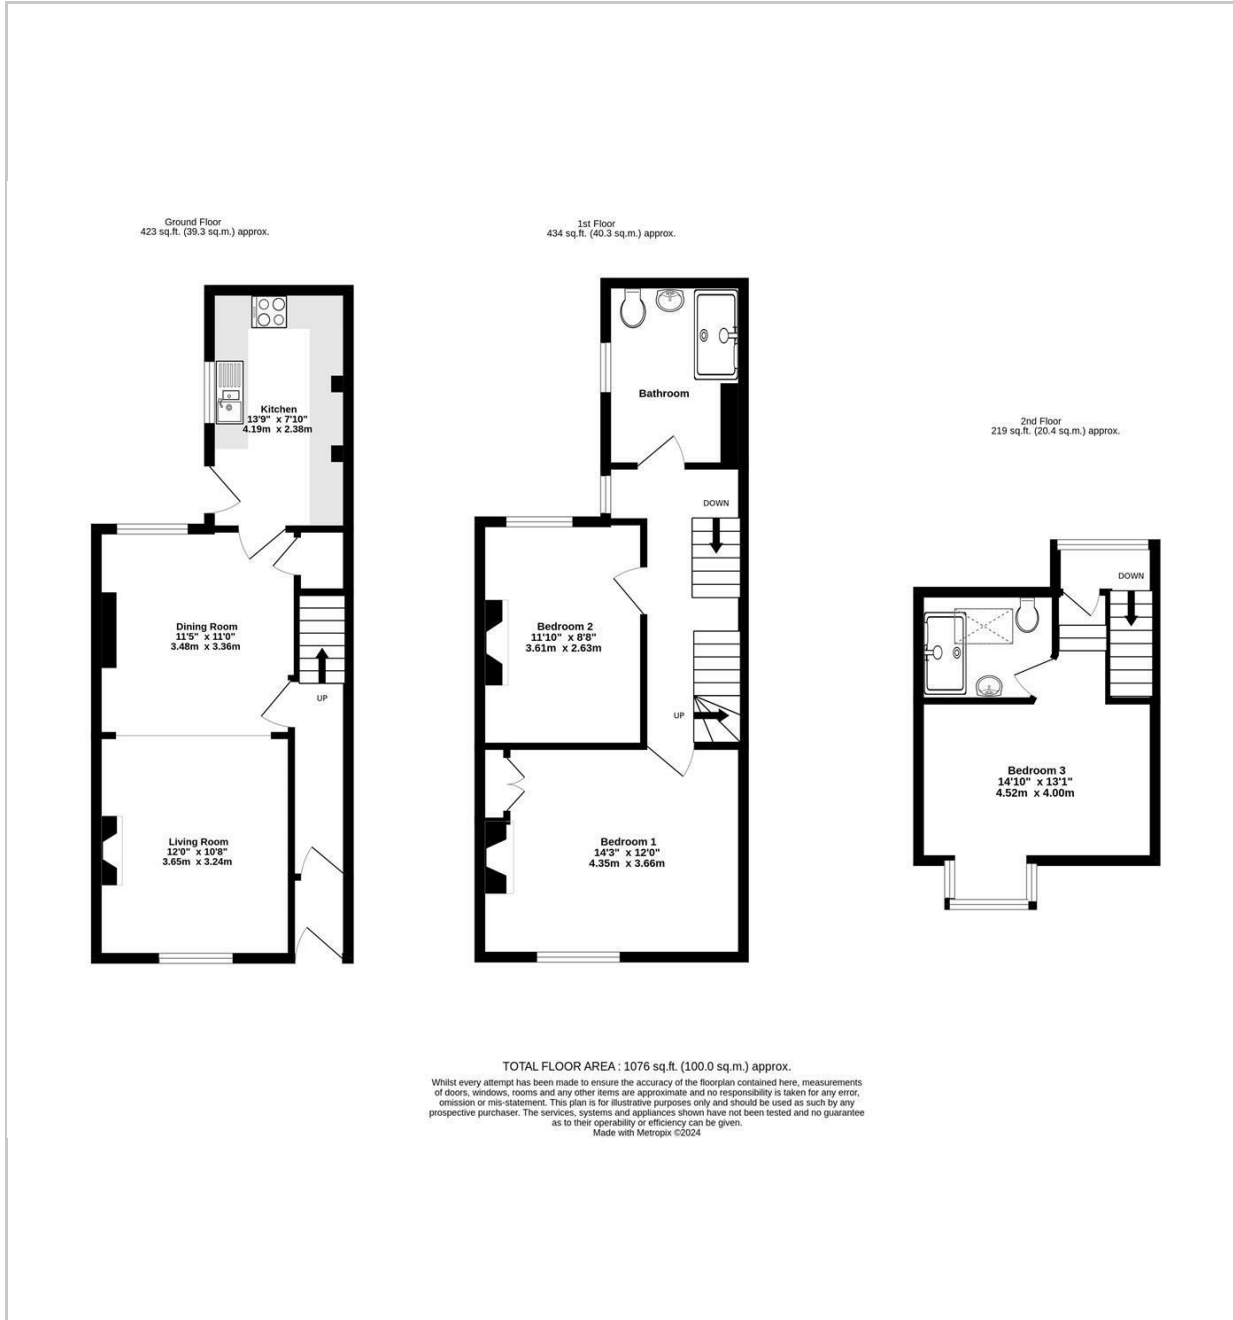 Ground Floor
423 sq.ft. (39.3 sq.m.) approx.
Kitchen
13'9" x 7'10"
4.19m x 2.38m
Dining Room
11'5" x 11'0"
3.48m x 3.36m
UP
Living Room
12'0" x 10'8"
3.65m x 3.24m
1st Floor
434 sq.ft. (40.3 sq.m.) approx.
Bathroom
DOWN
Bedroom 2
11'10" x 8'8"
3.61m x 2.63m
UP
Bedroom 1
14'3" x 12'0"
4.35m x 3.66m
2nd Floor
219 sq.ft. (20.4 sq.m.) approx.
DOWN
Bedroom 3
14'10" x 13'1"
4.52m x 4.00m
TOTAL FLOOR AREA : 1076 sq.ft. (100.0 sq.m.) approx.
Whilst every attempt has been made to ensure the accuracy of the floorplan contained here, measurements
of doors, windows, rooms and any other items are approximate and no responsibility is taken for any error,
omission or mis-statement. This plan is for illustrative purposes only and should be used as such by any
prospective purchaser. The services, systems and appliances shown have not been tested and no guarantee
as to their operability or efficiency can be given.
Made with Metropix ©2024